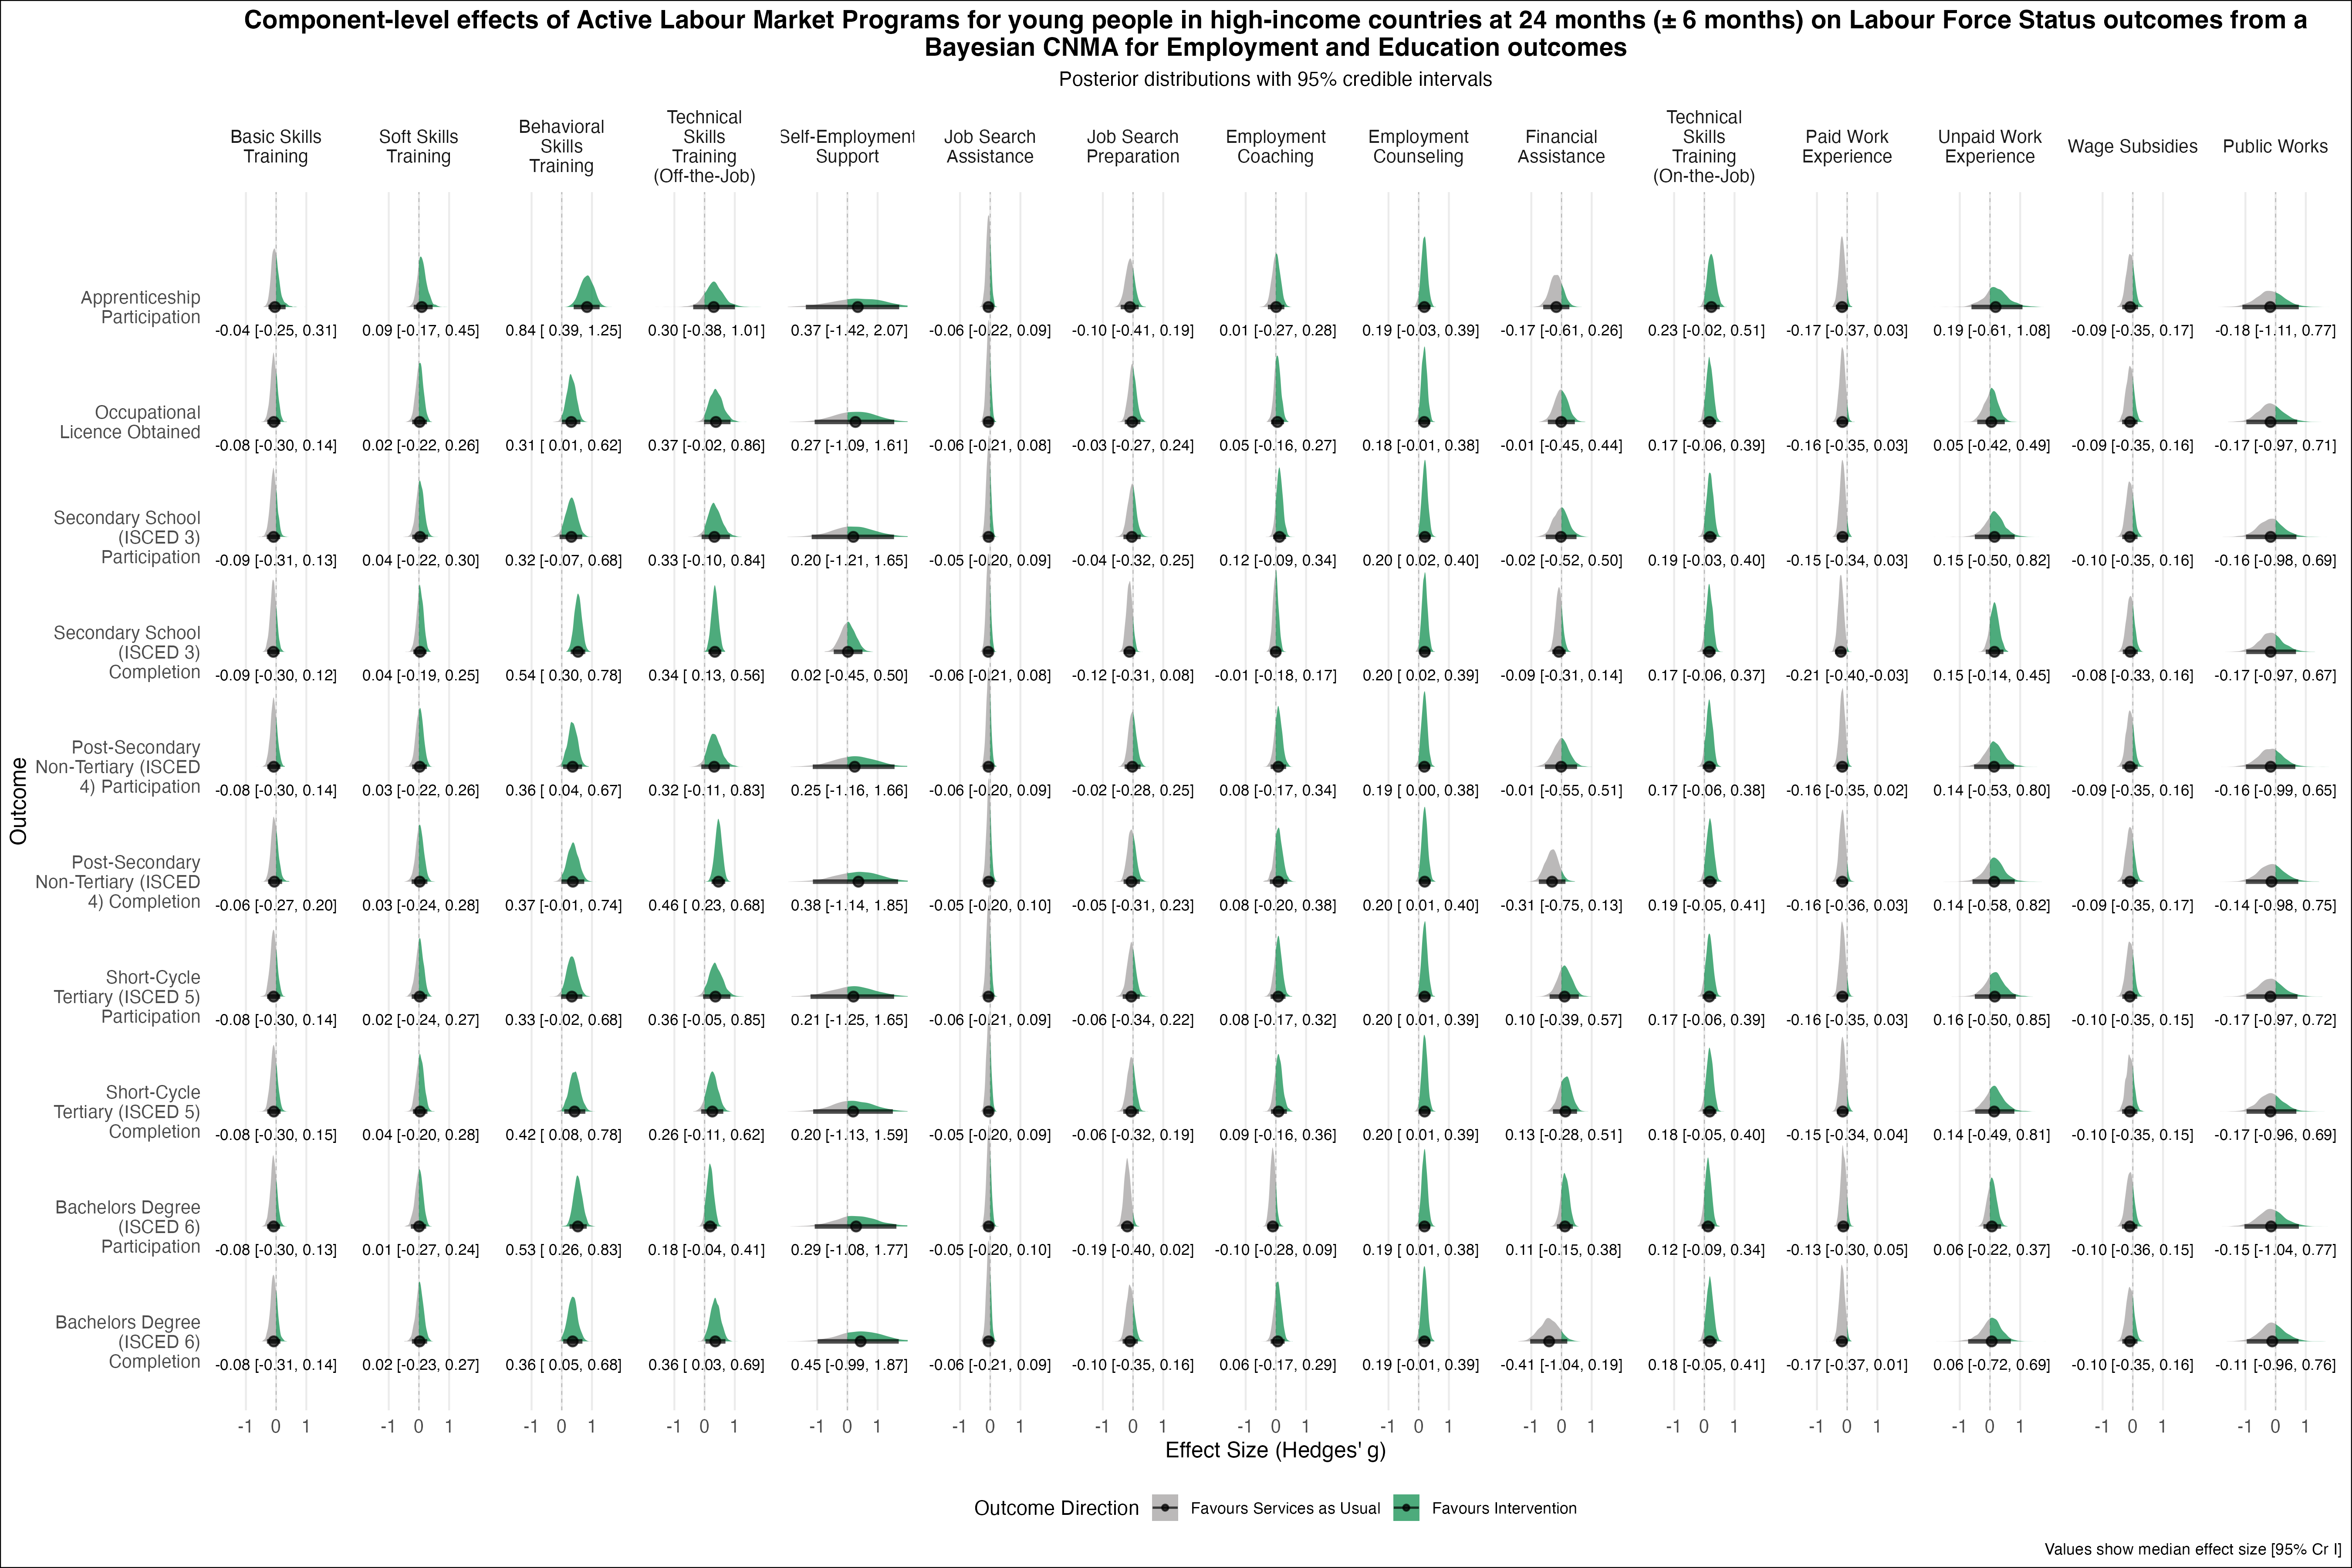 Component-level effects of Active Labour Market Programs for young people in high-income countries at 24 months (± 6 months) on Labour Force Status outcomes from a
Bayesian CNMA for Employment and Education outcomes
Posterior distributions with 95% credible intervals
Basic Skills
Training
Soft Skills
Training
Behavioral
Skills
Training
Technical
Skills
Training
(Off-the-Job)
Self-Employment
Support
Job Search
Assistance
Job Search
Preparation
Employment
Coaching
Employment
Counseling
Financial
Assistance
Technical
Skills
Training
(On-the-Job)
Paid Work
Experience
Unpaid Work
Experience
Wage Subsidies
Public Works
Outcome
Apprenticeship
Participation
-0.04 [-0.25, 0.31] 0.09 [-0.17, 0.45] 0.84 [ 0.39, 1.25] 0.30 [-0.38, 1.01] 0.37 [-1.42, 2.07] -0.06 [-0.22, 0.09] -0.10 [-0.41, 0.19] 0.01 [-0.27, 0.28] 0.19 [-0.03, 0.39] -0.17 [-0.61, 0.26] 0.23 [-0.02, 0.51] -0.17 [-0.37, 0.03] 0.19 [-0.61, 1.08] -0.09 [-0.35, 0.17] -0.18 [-1.11, 0.77]
Occupational
Licence Obtained
-0.08 [-0.30, 0.14] 0.02 [-0.22, 0.26] 0.31 [ 0.01, 0.62] 0.37 [-0.02, 0.86] 0.27 [-1.09, 1.61] -0.06 [-0.21, 0.08] -0.03 [-0.27, 0.24] 0.05 [-0.16, 0.27] 0.18 [-0.01, 0.38] -0.01 [-0.45, 0.44] 0.17 [-0.06, 0.39] -0.16 [-0.35, 0.03] 0.05 [-0.42, 0.49] -0.09 [-0.35, 0.16] -0.17 [-0.97, 0.71]
Secondary School
(ISCED 3)
Participation
-0.09 [-0.31, 0.13] 0.04 [-0.22, 0.30] 0.32 [-0.07, 0.68] 0.33 [-0.10, 0.84] 0.20 [-1.21, 1.65] -0.05 [-0.20, 0.09] -0.04 [-0.32, 0.25] 0.12 [-0.09, 0.34] 0.20 [ 0.02, 0.40] -0.02 [-0.52, 0.50] 0.19 [-0.03, 0.40] -0.15 [-0.34, 0.03] 0.15 [-0.50, 0.82] -0.10 [-0.35, 0.16] -0.16 [-0.98, 0.69]
Secondary School
(ISCED 3)
Completion
-0.09 [-0.30, 0.12] 0.04 [-0.19, 0.25] 0.54 [ 0.30, 0.78] 0.34 [ 0.13, 0.56] 0.02 [-0.45, 0.50] -0.06 [-0.21, 0.08] -0.12 [-0.31, 0.08] -0.01 [-0.18, 0.17] 0.20 [ 0.02, 0.39] -0.09 [-0.31, 0.14] 0.17 [-0.06, 0.37] -0.21 [-0.40,-0.03] 0.15 [-0.14, 0.45] -0.08 [-0.33, 0.16] -0.17 [-0.97, 0.67]
Post-Secondary
Non-Tertiary (ISCED
4) Participation
-0.08 [-0.30, 0.14] 0.03 [-0.22, 0.26] 0.36 [ 0.04, 0.67] 0.32 [-0.11, 0.83] 0.25 [-1.16, 1.66] -0.06 [-0.20, 0.09] -0.02 [-0.28, 0.25] 0.08 [-0.17, 0.34] 0.19 [ 0.00, 0.38] -0.01 [-0.55, 0.51] 0.17 [-0.06, 0.38] -0.16 [-0.35, 0.02] 0.14 [-0.53, 0.80] -0.09 [-0.35, 0.16] -0.16 [-0.99, 0.65]
Post-Secondary
Non-Tertiary (ISCED
4) Completion
-0.06 [-0.27, 0.20] 0.03 [-0.24, 0.28] 0.37 [-0.01, 0.74] 0.46 [ 0.23, 0.68] 0.38 [-1.14, 1.85] -0.05 [-0.20, 0.10] -0.05 [-0.31, 0.23] 0.08 [-0.20, 0.38] 0.20 [ 0.01, 0.40] -0.31 [-0.75, 0.13] 0.19 [-0.05, 0.41] -0.16 [-0.36, 0.03] 0.14 [-0.58, 0.82] -0.09 [-0.35, 0.17] -0.14 [-0.98, 0.75]
Short-Cycle
Tertiary (ISCED 5)
Participation
-0.08 [-0.30, 0.14] 0.02 [-0.24, 0.27] 0.33 [-0.02, 0.68] 0.36 [-0.05, 0.85] 0.21 [-1.25, 1.65] -0.06 [-0.21, 0.09] -0.06 [-0.34, 0.22] 0.08 [-0.17, 0.32] 0.20 [ 0.01, 0.39] 0.10 [-0.39, 0.57] 0.17 [-0.06, 0.39] -0.16 [-0.35, 0.03] 0.16 [-0.50, 0.85] -0.10 [-0.35, 0.15] -0.17 [-0.97, 0.72]
Short-Cycle
Tertiary (ISCED 5)
Completion
-0.08 [-0.30, 0.15] 0.04 [-0.20, 0.28] 0.42 [ 0.08, 0.78] 0.26 [-0.11, 0.62] 0.20 [-1.13, 1.59] -0.05 [-0.20, 0.09] -0.06 [-0.32, 0.19] 0.09 [-0.16, 0.36] 0.20 [ 0.01, 0.39] 0.13 [-0.28, 0.51] 0.18 [-0.05, 0.40] -0.15 [-0.34, 0.04] 0.14 [-0.49, 0.81] -0.10 [-0.35, 0.15] -0.17 [-0.96, 0.69]
Bachelors Degree
(ISCED 6)
Participation
-0.08 [-0.30, 0.13] 0.01 [-0.27, 0.24] 0.53 [ 0.26, 0.83] 0.18 [-0.04, 0.41] 0.29 [-1.08, 1.77] -0.05 [-0.20, 0.10] -0.19 [-0.40, 0.02] -0.10 [-0.28, 0.09] 0.19 [ 0.01, 0.38] 0.11 [-0.15, 0.38] 0.12 [-0.09, 0.34] -0.13 [-0.30, 0.05] 0.06 [-0.22, 0.37] -0.10 [-0.36, 0.15] -0.15 [-1.04, 0.77]
Bachelors Degree
(ISCED 6)
Completion
-0.08 [-0.31, 0.14] 0.02 [-0.23, 0.27] 0.36 [ 0.05, 0.68] 0.36 [ 0.03, 0.69] 0.45 [-0.99, 1.87] -0.06 [-0.21, 0.09] -0.10 [-0.35, 0.16] 0.06 [-0.17, 0.29] 0.19 [-0.01, 0.39] -0.41 [-1.04, 0.19] 0.18 [-0.05, 0.41] -0.17 [-0.37, 0.01] 0.06 [-0.72, 0.69] -0.10 [-0.35, 0.16] -0.11 [-0.96, 0.76]
-1 0 1 -1 0 1 -1 0 1 -1 0 1 -1 0 1 -1 0 1 -1 0 1 -1 0 1 -1 0 1 -1 0 1 -1 0 1 -1 0 1 -1 0 1 -1 0 1 -1 0 1
Effect Size (Hedges' g)
Outcome Direction Favours Services as Usual Favours Intervention
Values show median effect size [95% Cr I]